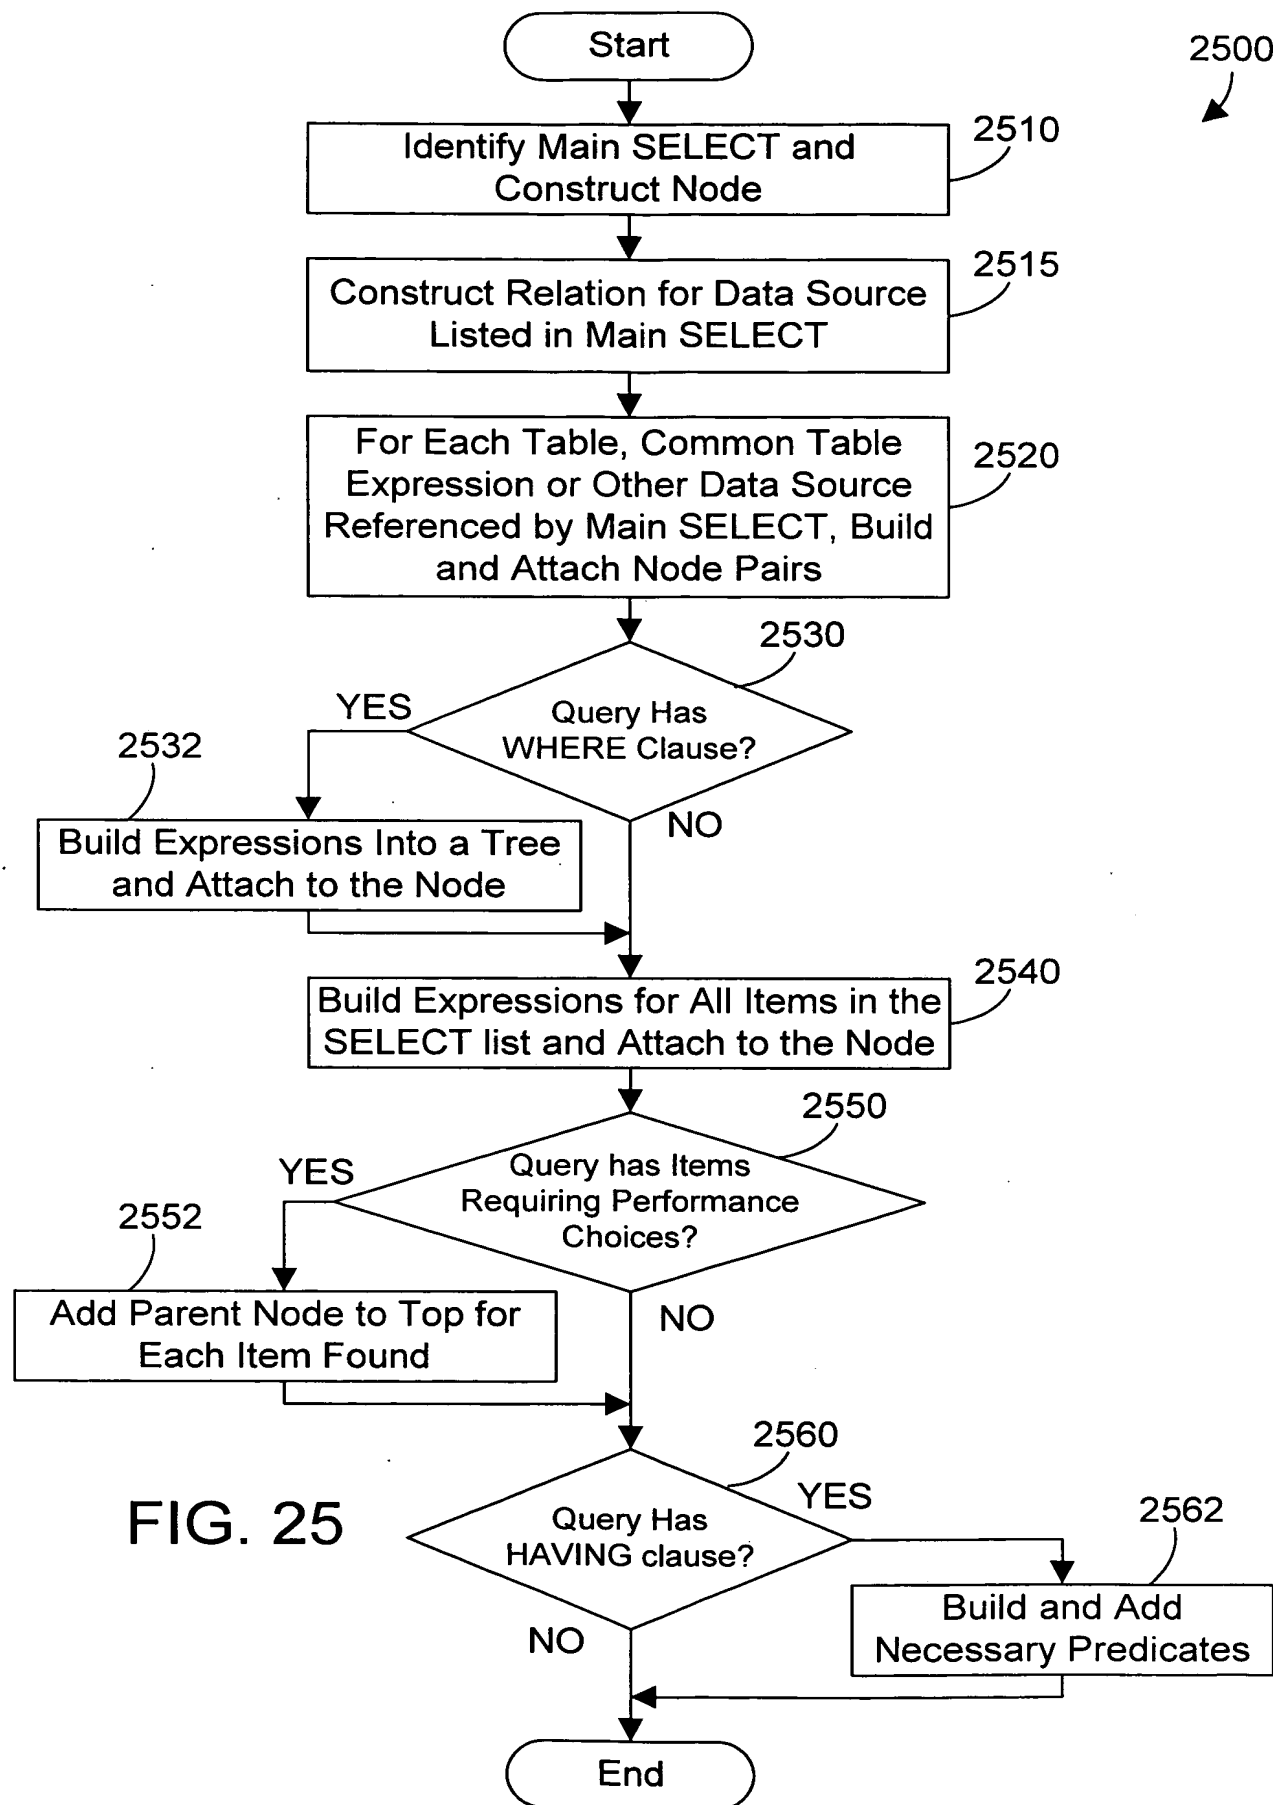 Start
2500
2510
Identify Main SELECT and
Construct Node
2515
Construct Relation for Data Source
Listed in Main SELECT
2520
For Each Table, Common Table
Expression or Other Data Source
Referenced by Main SELECT, Build
and Attach Node Pairs
2530
YES
Query Has
WHERE Clause?
2532
NO
Build Expressions Into a Tree
and Attach to the Node
2540
Build Expressions for All Items in the
SELECT list and Attach to the Node
2550
YES
Query has Items
Requiring Performance
Choices?
2552
NO
Add Parent Node to Top for
Each Item Found
2560
YES
Query Has
HAVING clause?
FIG. 25
2562
NO
Build and Add
Necessary Predicates
End